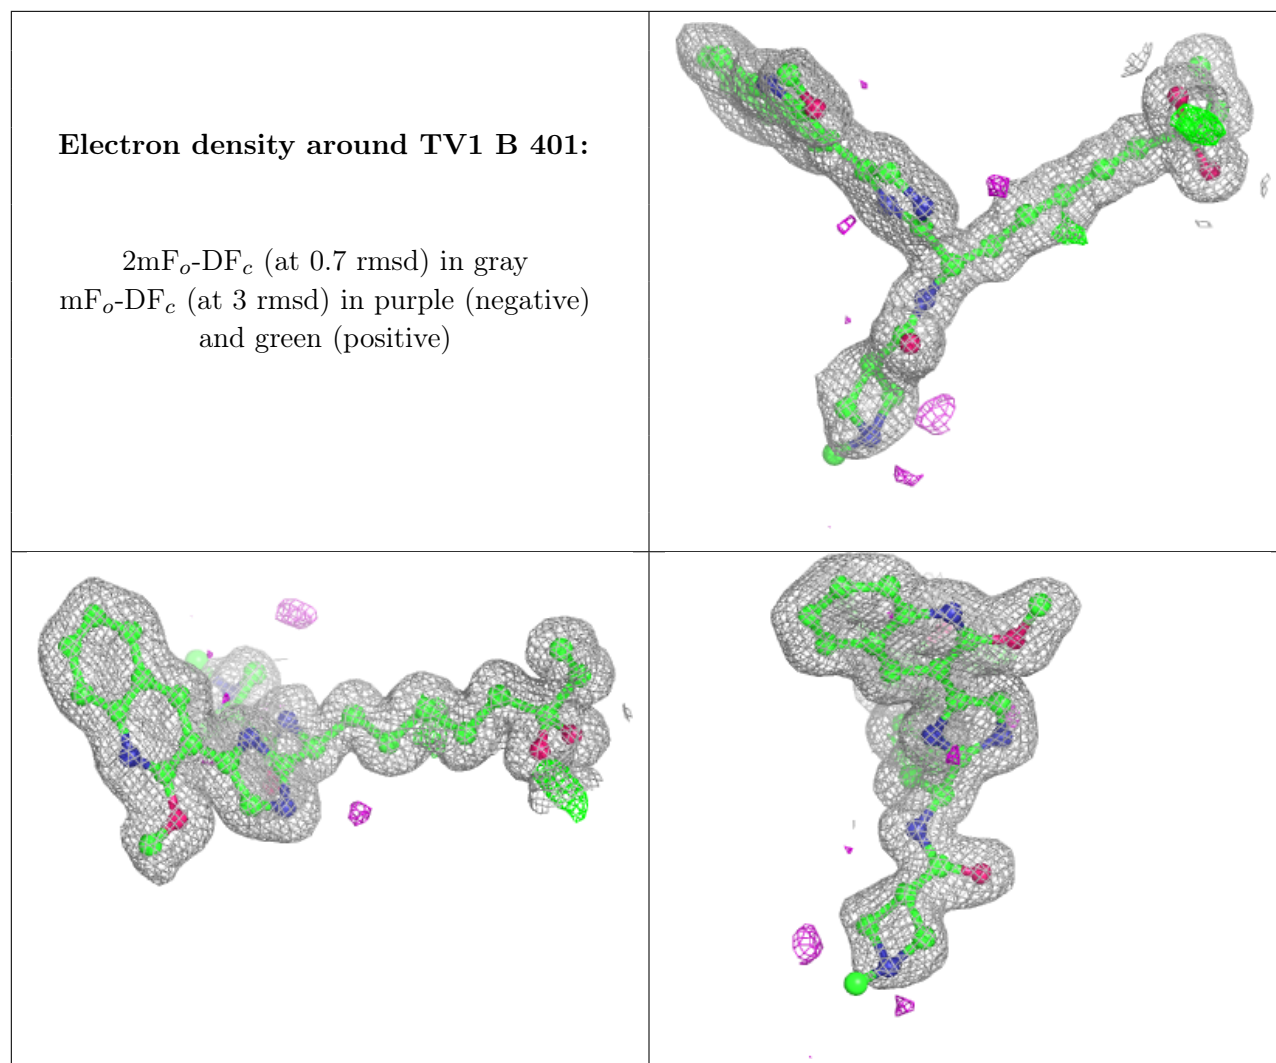 Electron density around TV1 B 401:
2mFo-DFc (at 0.7 rmsd) in gray
mFo-DFc (at 3 rmsd) in purple (negative)
and green (positive)